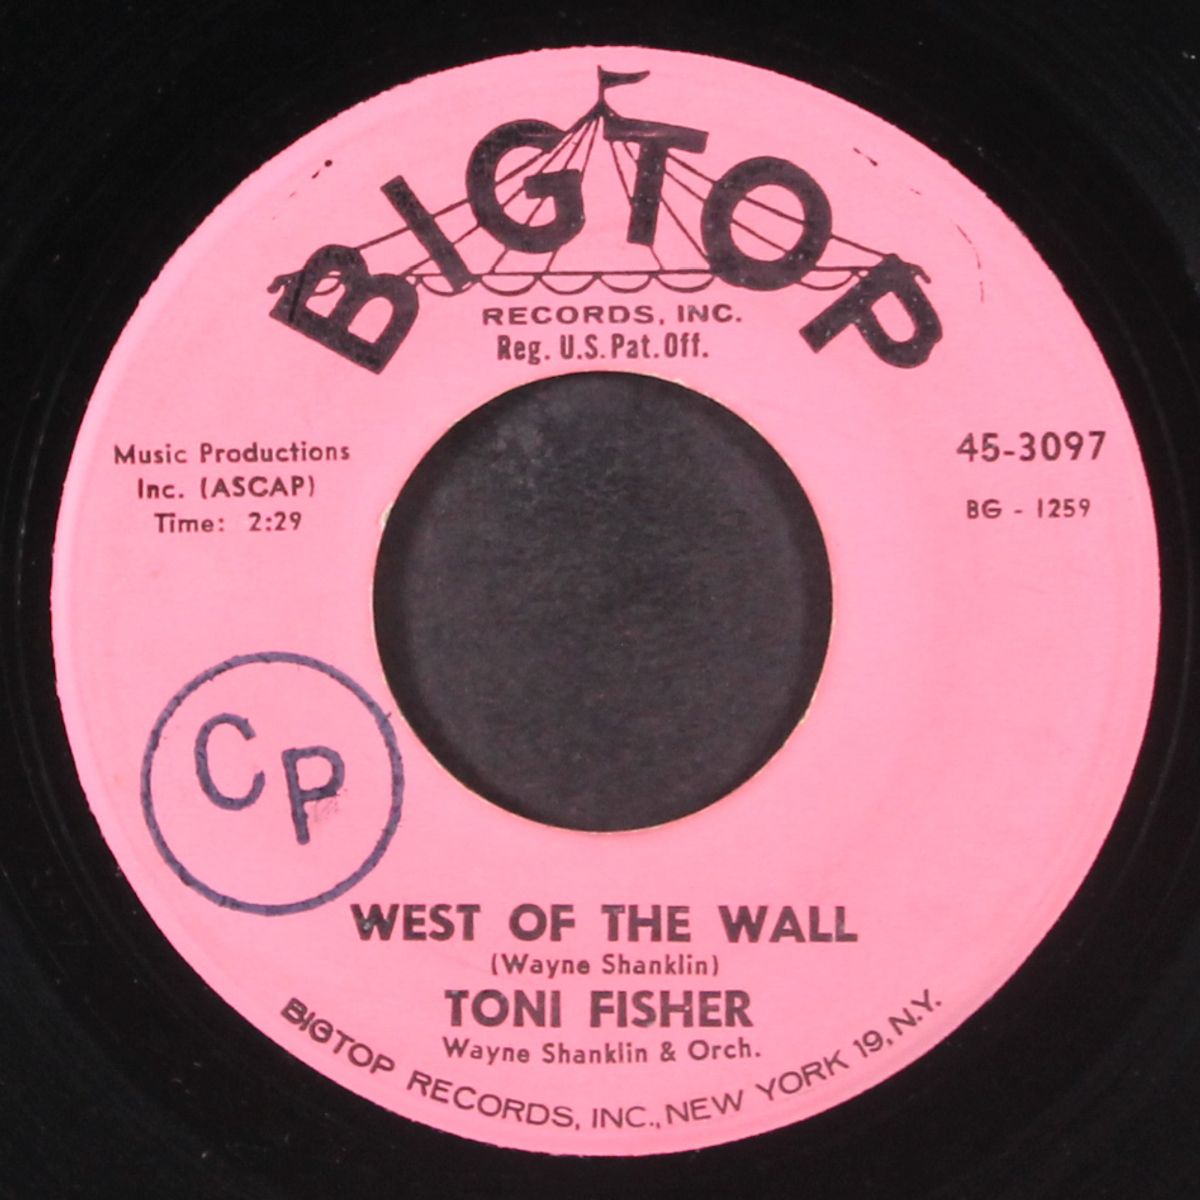 BIGTOP
RECORDS, INC.
Reg. U.S. Pat. Off.
Music Productions
Inc. (ASCAP)
Time: 2:29
45-3097
BG - 1259
CP
WEST OF THE WALL
(Wayne Shanklin)
TONI FISHER
Wayne Shanklin & Orch.
BIGTOP RECORDS, INC., NEW YORK 19, N.Y.